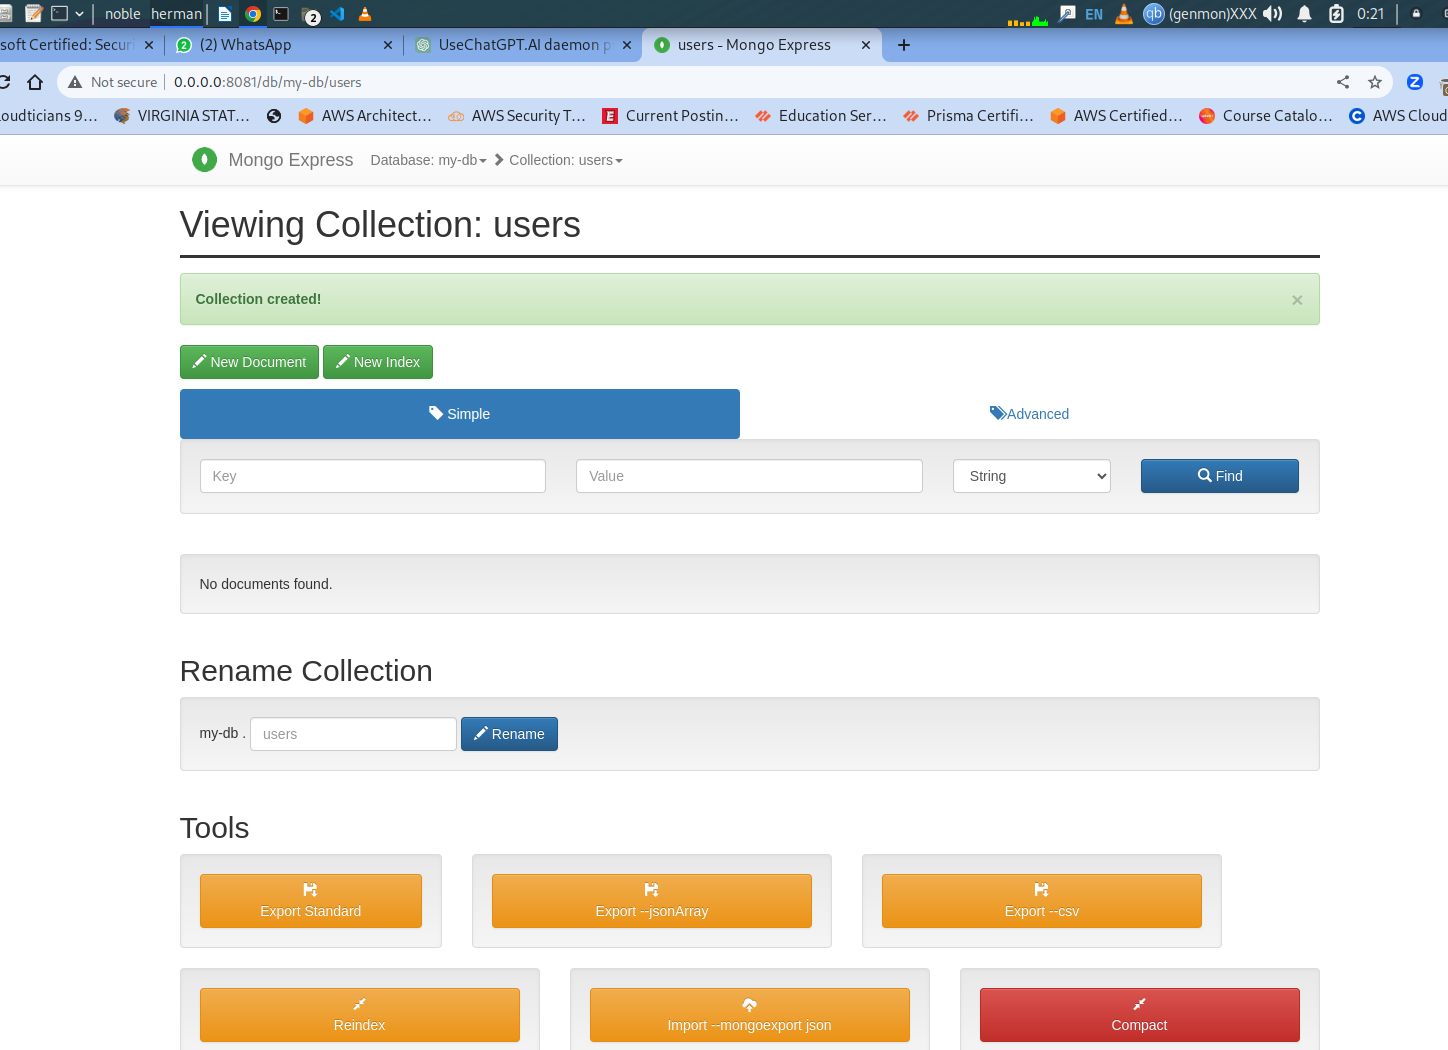 noble herman 2 EN qb (genmon)XXX 0:21
soft Certified: Securi × 2 (2) WhatsApp × UseChatGPT.AI daemon p × users - Mongo Express × +
Not secure 0.0.0.0:8081/db/my-db/users Z
loudticians 9... VIRGINIA STAT... AWS Architect... AWS Security T... E Current Postin... Education Ser... Prisma Certifi... AWS Certified... Course Catalo... C AWS Cloud
Mongo Express Database: my-db Collection: users
Viewing Collection: users
Collection created! ×
New Document New Index
Simple Advanced
Key Value String Find
No documents found.
Rename Collection
my-db . users Rename
Tools
Export Standard Export --jsonArray Export --csv
Reindex Import --mongoexport json Compact